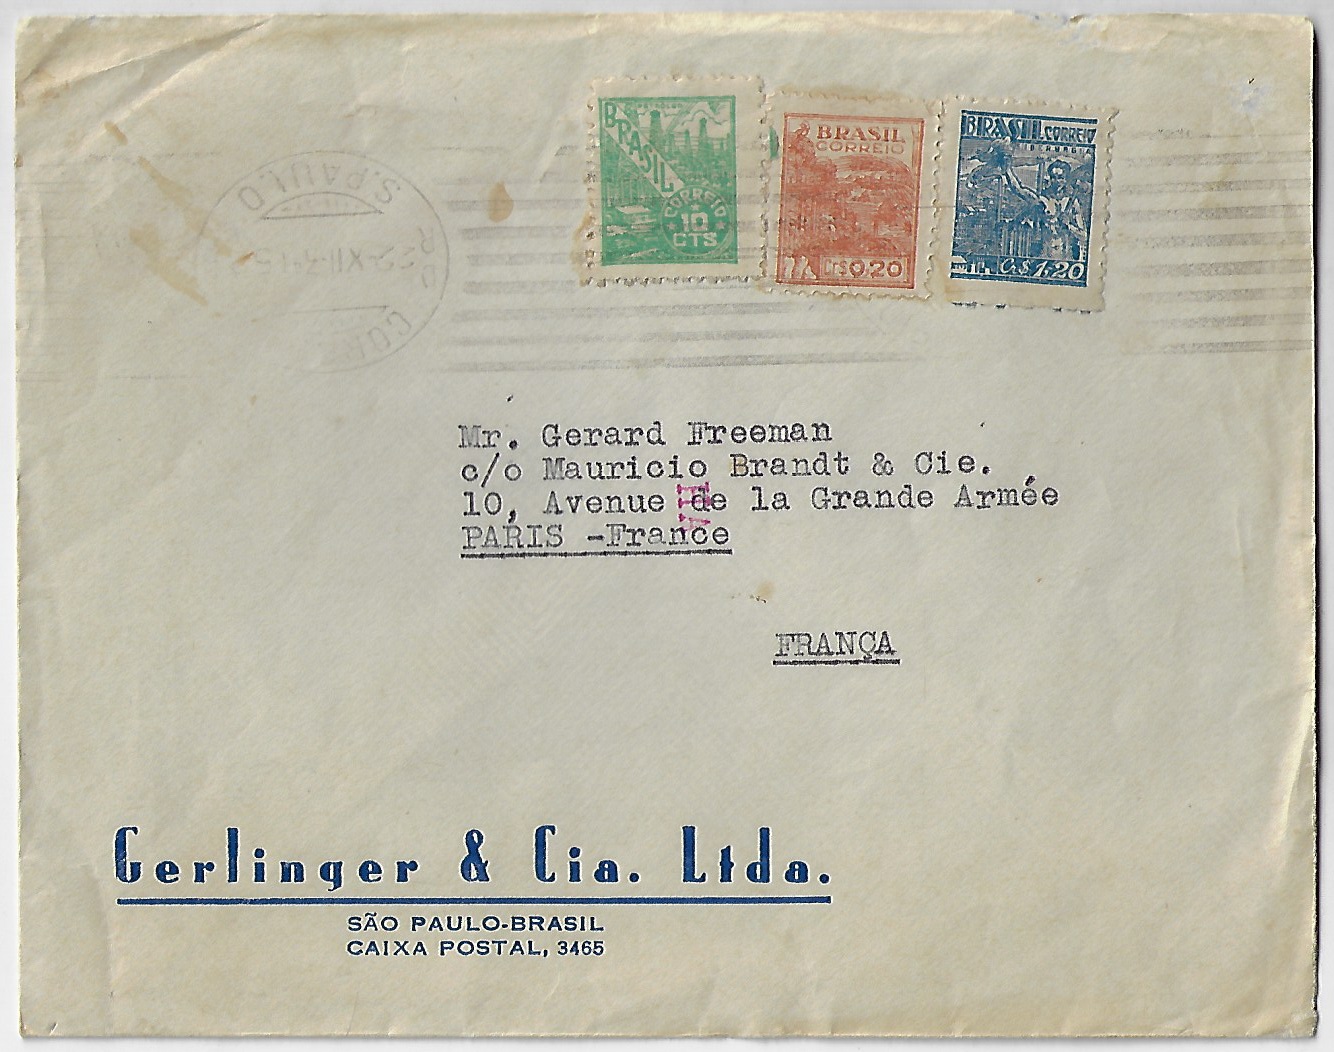 S. PAULO
BRASIL
CORREIO
10
CTS
BRASIL
CORREIO
CR$ 0,20
BRASIL CORREIO
SIDERURGIA
Cr.$ 1,20
Mr. Gerard Freeman
c/o Mauricio Brandt & Cie.
10, Avenue de la Grande Armée
PARIS -France
FRANÇA
Gerlinger & Cia. Ltda.
SÃO PAULO-BRASIL
CAIXA POSTAL, 3465